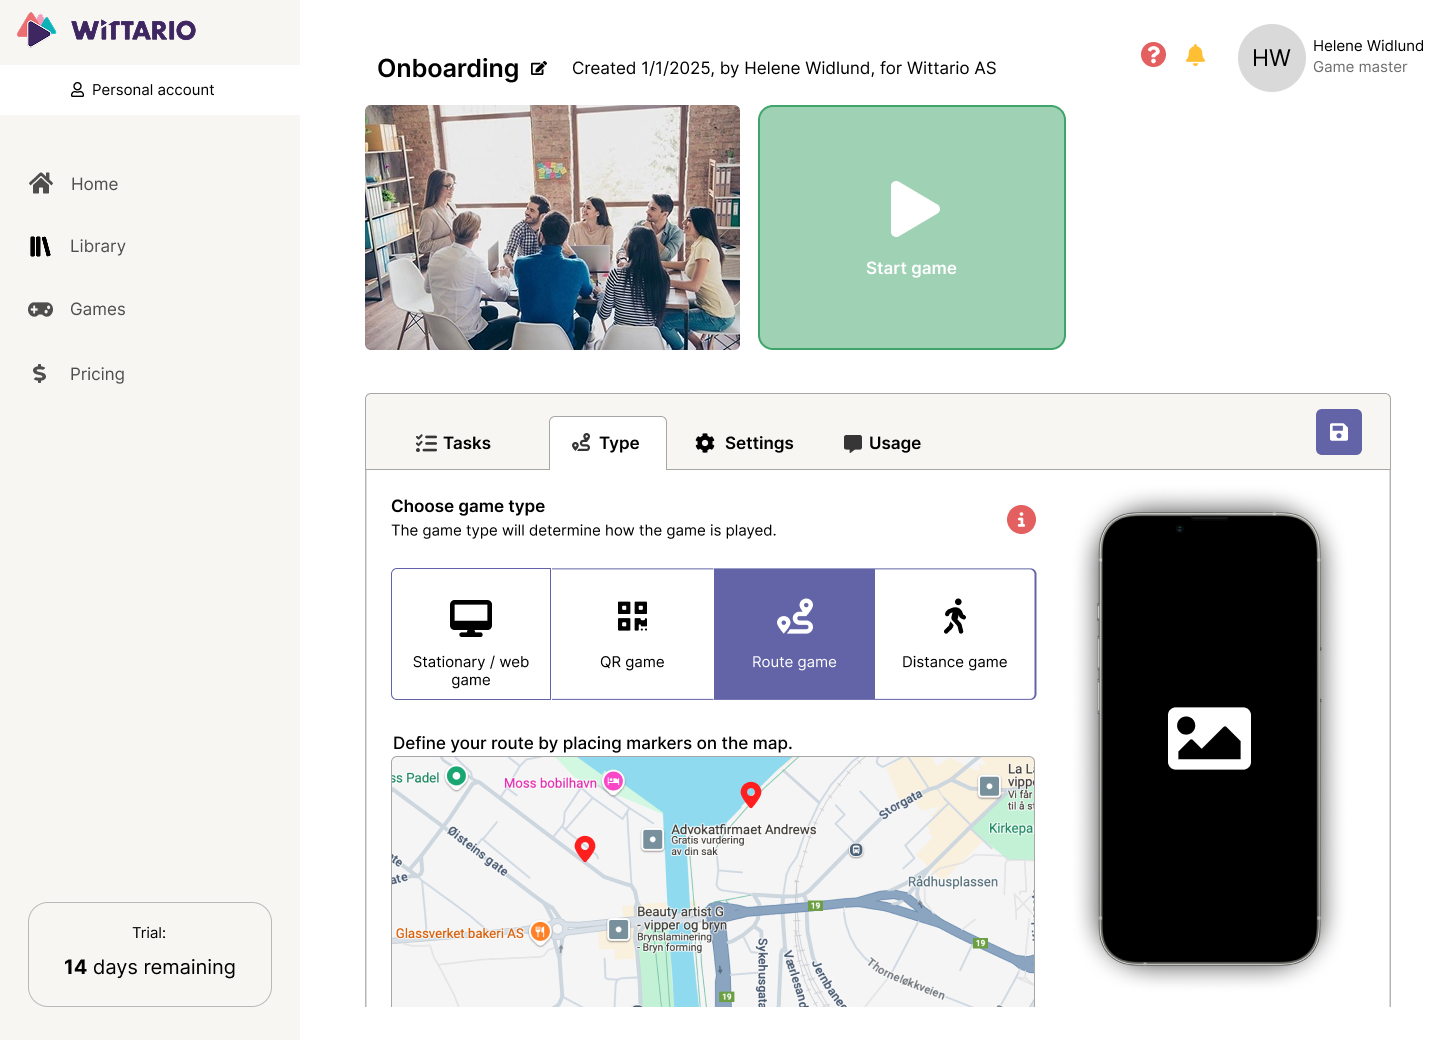 WiTTARIO
Personal account
Home
Library
Games
Pricing
Trial:
14 days remaining
Onboarding
Created 1/1/2025, by Helene Widlund, for Wittario AS
?
HW
Helene Widlund
Game master
Start game
Tasks
Type
Settings
Usage
Choose game type
The game type will determine how the game is played.
i
Stationary / web
game
QR game
Route game
Distance game
Define your route by placing markers on the map.
ss Padel
Moss bobilhavn
La L
vipp
Vi får
til å s
Storgata
Kirkepa
Advokatfirmaet Andrews
Gratis vurdering
av din sak
Øisteins gate
gate
Rådhusplassen
19
Beauty artist G
- vipper og bryn
Brynslaminering
- Bryn forming
Glassverket bakeri AS
19
Sykehusgata
Værlesand
Jernbaneg
Thorneløkkveien
19